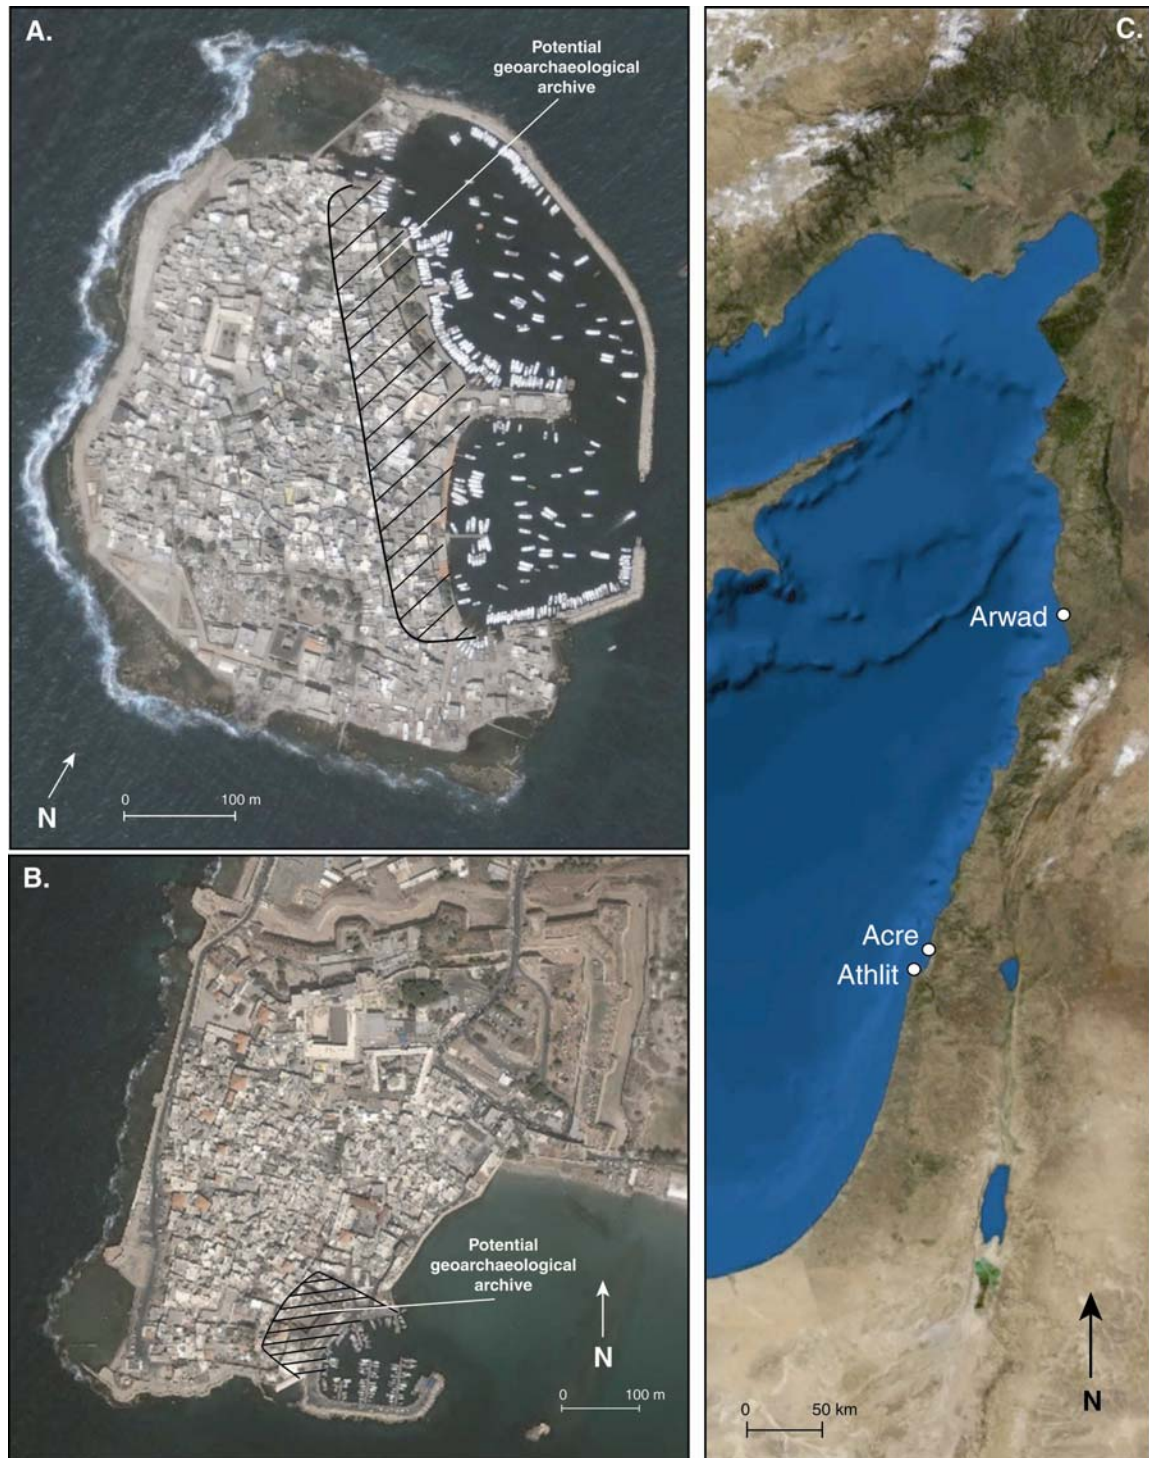 A.
Potential
geoarchaeological
archive
N
0 100 m
B.
Potential
geoarchaeological
archive
N
0 100 m
C.
Arwad
Acre
Athlit
N
0 50 km